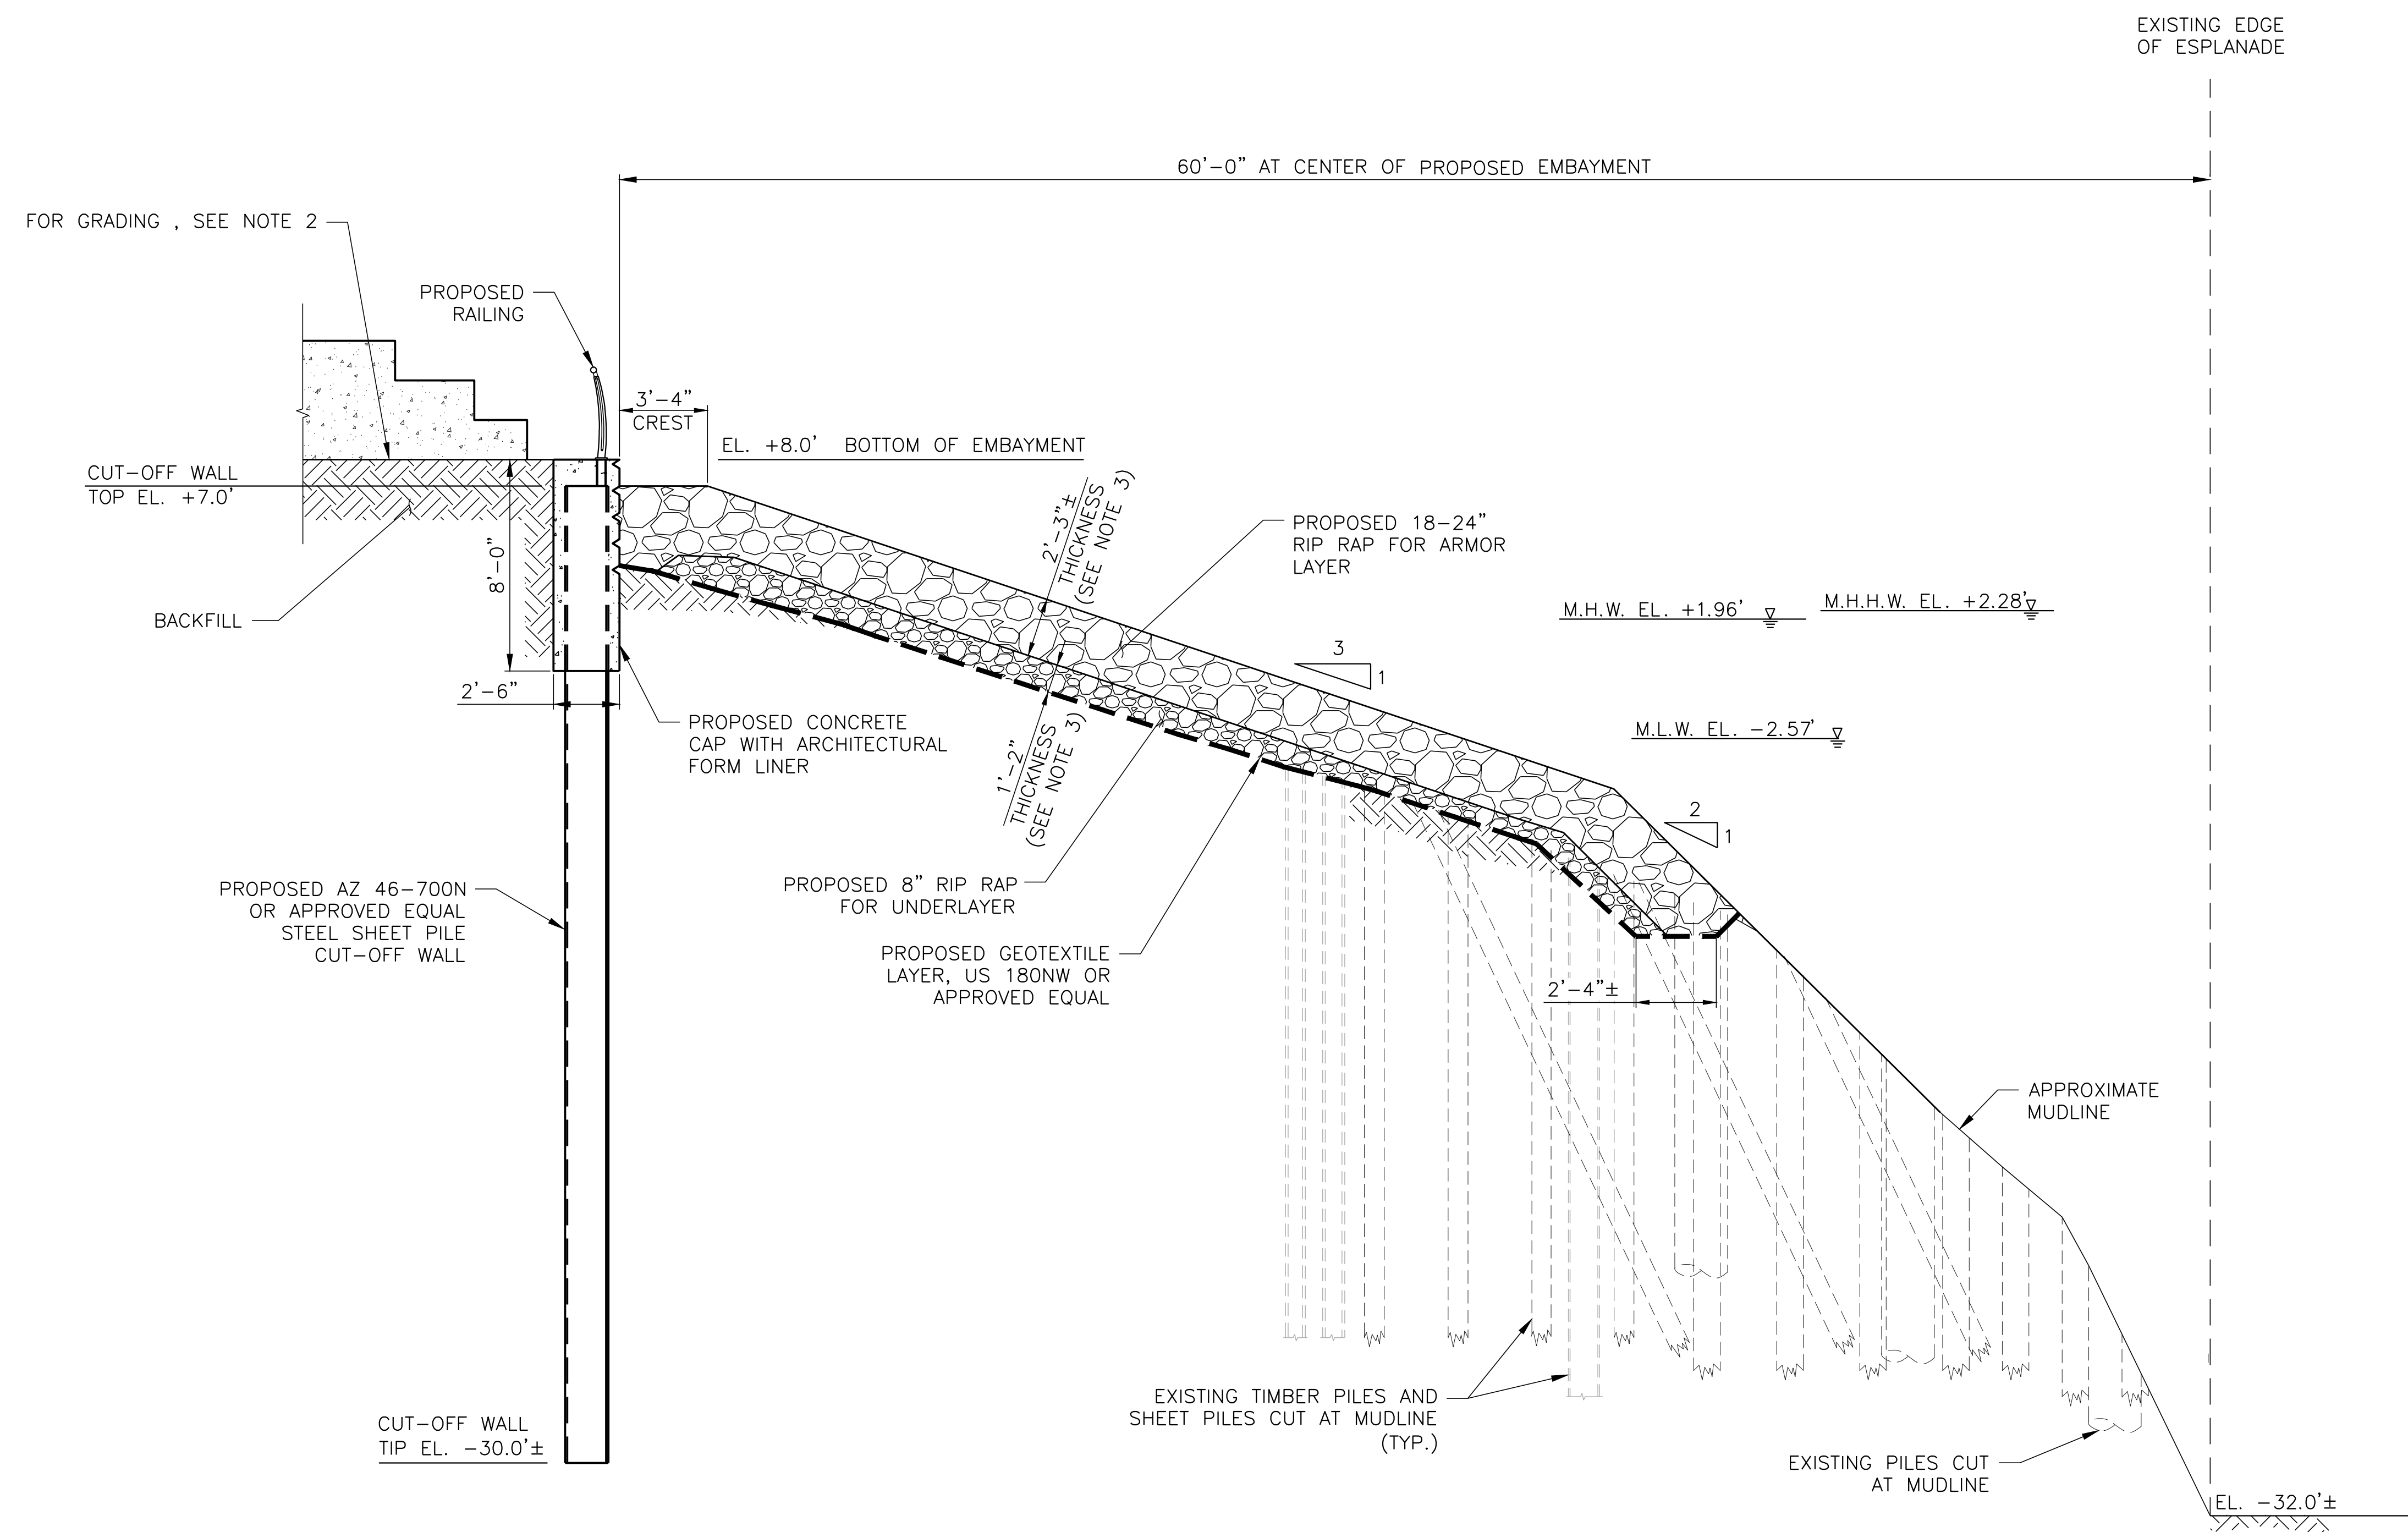 EXISTING EDGE
OF ESPLANADE
60'-0" AT CENTER OF PROPOSED EMBAYMENT
FOR GRADING , SEE NOTE 2
PROPOSED
RAILING
3'-4"
CREST
EL. +8.0' BOTTOM OF EMBAYMENT
CUT-OFF WALL
TOP EL. +7.0'
8'-0"
2'-3"±
THICKNESS
(SEE NOTE 3)
PROPOSED 18-24"
RIP RAP FOR ARMOR
LAYER
M.H.W. EL. +1.96'
M.H.H.W. EL. +2.28'
BACKFILL
3
1
2'-6"
PROPOSED CONCRETE
CAP WITH ARCHITECTURAL
FORM LINER
1'-2"
THICKNESS
(SEE NOTE 3)
M.L.W. EL. -2.57'
2
1
PROPOSED AZ 46-700N
OR APPROVED EQUAL
STEEL SHEET PILE
CUT-OFF WALL
PROPOSED 8" RIP RAP
FOR UNDERLAYER
PROPOSED GEOTEXTILE
LAYER, US 180NW OR
APPROVED EQUAL
2'-4"±
APPROXIMATE
MUDLINE
EXISTING TIMBER PILES AND
SHEET PILES CUT AT MUDLINE
(TYP.)
CUT-OFF WALL
TIP EL. -30.0'±
EXISTING PILES CUT
AT MUDLINE
EL. -32.0'±